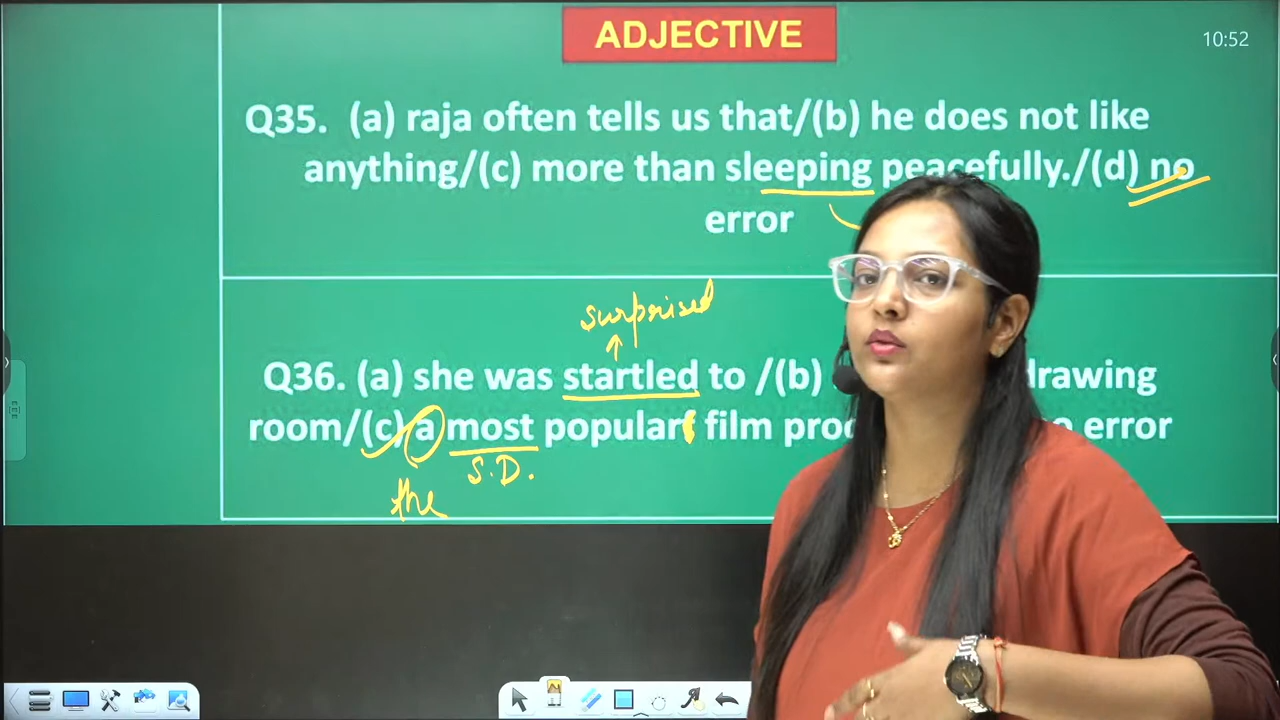 ADJECTIVE
10:52
Q35. (a) raja often tells us that/(b) he does not like
anything/(c) more than sleeping peacefully./(d) no
error
surprised
Q36. (a) she was startled to /(b) drawing
room/(c) a most popular film error
S.D.
the